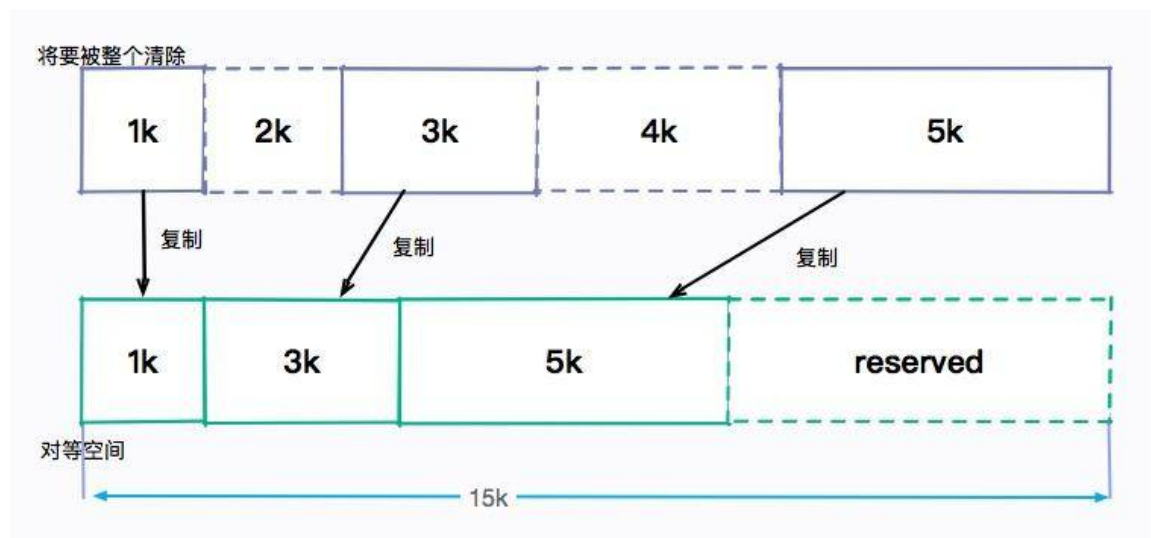 将要被整个清除
1k 2k 3k 4k 5k
复制 复制 复制
1k 3k 5k reserved
对等空间
15k